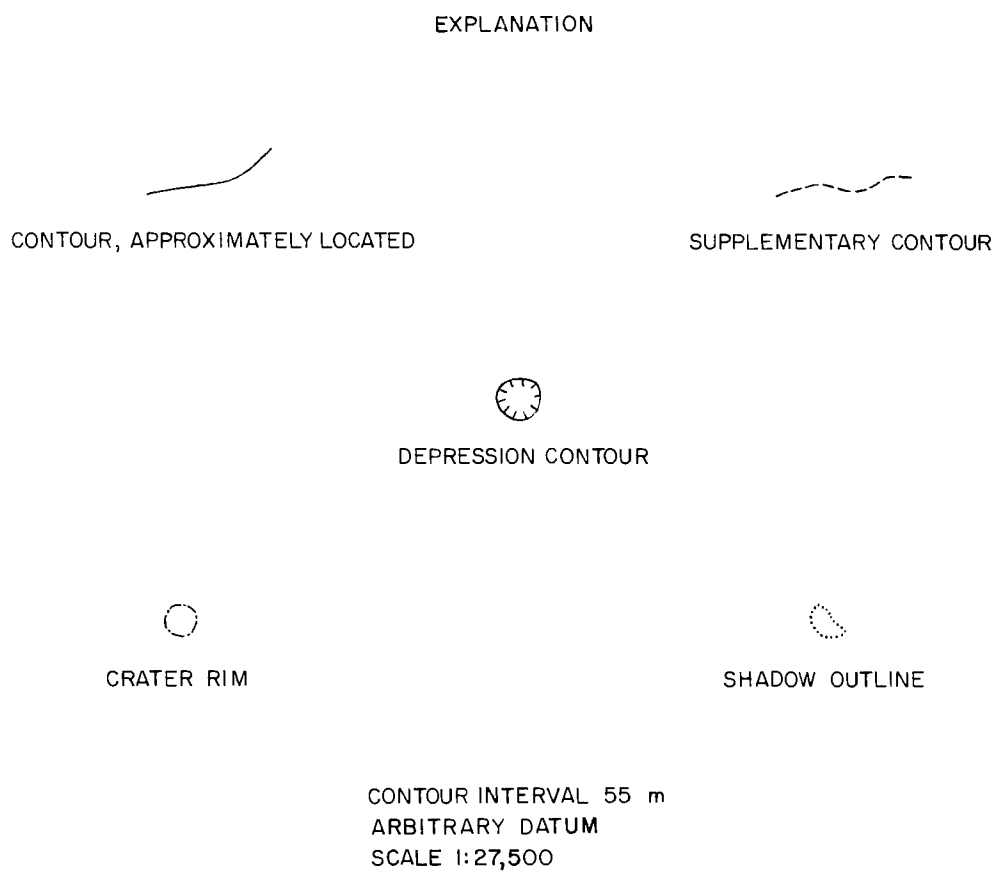 EXPLANATION
CONTOUR, APPROXIMATELY LOCATED
SUPPLEMENTARY CONTOUR
DEPRESSION CONTOUR
CRATER RIM
SHADOW OUTLINE
CONTOUR INTERVAL 55 m
ARBITRARY DATUM
SCALE 1:27,500